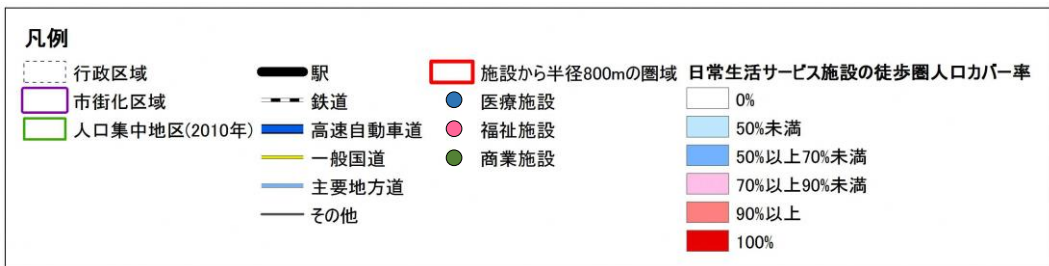 凡例
行政区域
市街化区域
人口集中地区(2010年)
駅
鉄道
高速自動車道
一般国道
主要地方道
その他
施設から半径800mの圏域
医療施設
福祉施設
商業施設
日常生活サービス施設の徒歩圏人口カバー率
0%
50%未満
50%以上70%未満
70%以上90%未満
90%以上
100%